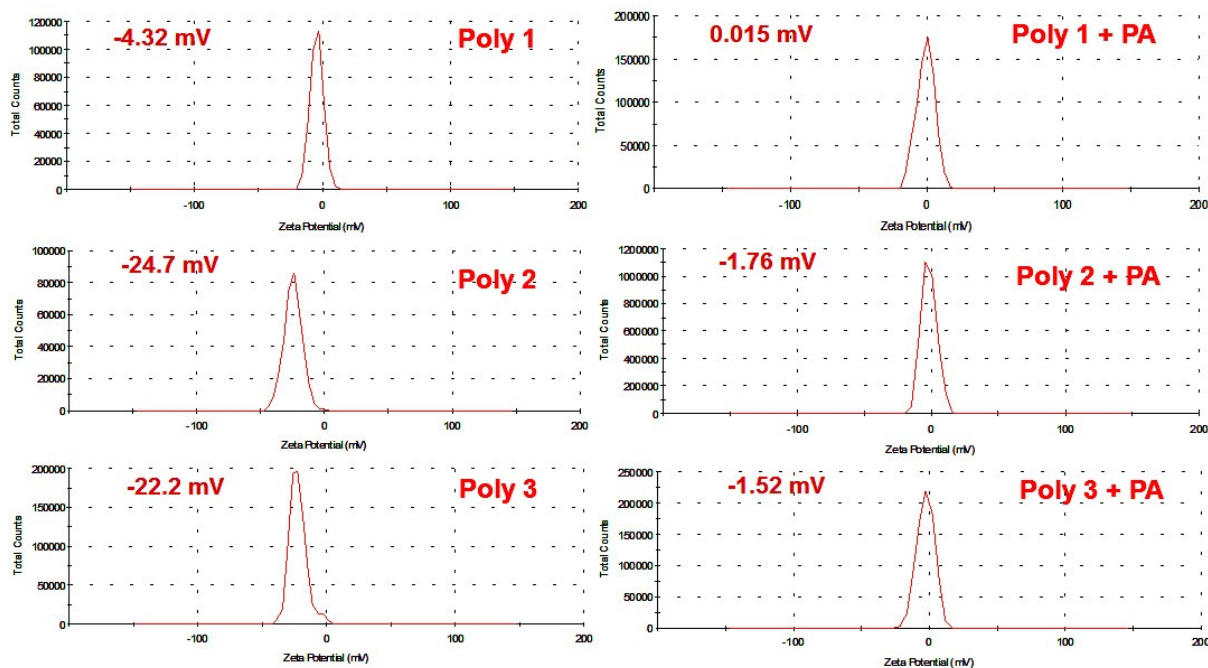 -4.32 mV
Poly 1
Total Counts
120000
100000
80000
60000
40000
20000
0
-100
0
100
200
Zeta Potential (mV)
0.015 mV
Poly 1 + PA
Total Counts
200000
150000
100000
50000
0
-100
0
100
200
Zeta Potential (mV)
-24.7 mV
Poly 2
Total Counts
100000
80000
60000
40000
20000
0
-100
0
100
200
Zeta Potential (mV)
-1.76 mV
Poly 2 + PA
Total Counts
1200000
1000000
800000
600000
400000
200000
0
-100
0
100
200
Zeta Potential (mV)
-22.2 mV
Poly 3
Total Counts
200000
150000
100000
50000
0
-100
0
100
200
Zeta Potential (mV)
-1.52 mV
Poly 3 + PA
Total Counts
250000
200000
150000
100000
50000
0
-100
0
100
200
Zeta Potential (mV)